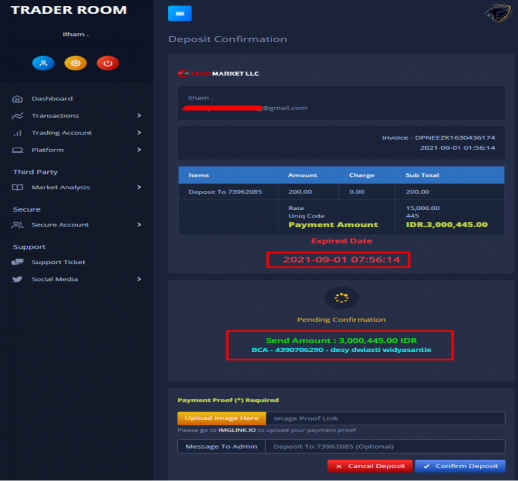 TRADER ROOM
Ilham .
Dashboard
Transactions
Trading Account
Platform
Third Party
Market Analysis
Secure
Secure Account
Support
Support Ticket
Social Media
Deposit Confirmation
MARKET LLC
Ilham .
g@gmail.com
Invoice - DPNEEZK1630436174
2021-09-01 01:56:14
Items Amount Charge Sub Total
Deposit To 73962085 200.00 0.00 200.00
Rate 15,000.00
Uniq Code 445
Payment Amount IDR.3,000,445.00
Expired Date
2021-09-01 07:56:14
Pending Confirmation
Send Amount : 3,000,445.00 IDR
BCA - 4390706290 - desy dwiasti widyasantie
Payment Proof (*) Required
Upload Image Here Image Proof Link
Please go to IMGLINK.IO to upload your payment proof
Message To Admin Deposit To 73962085 (Optional)
× Cancel Deposit ✓ Confirm Deposit